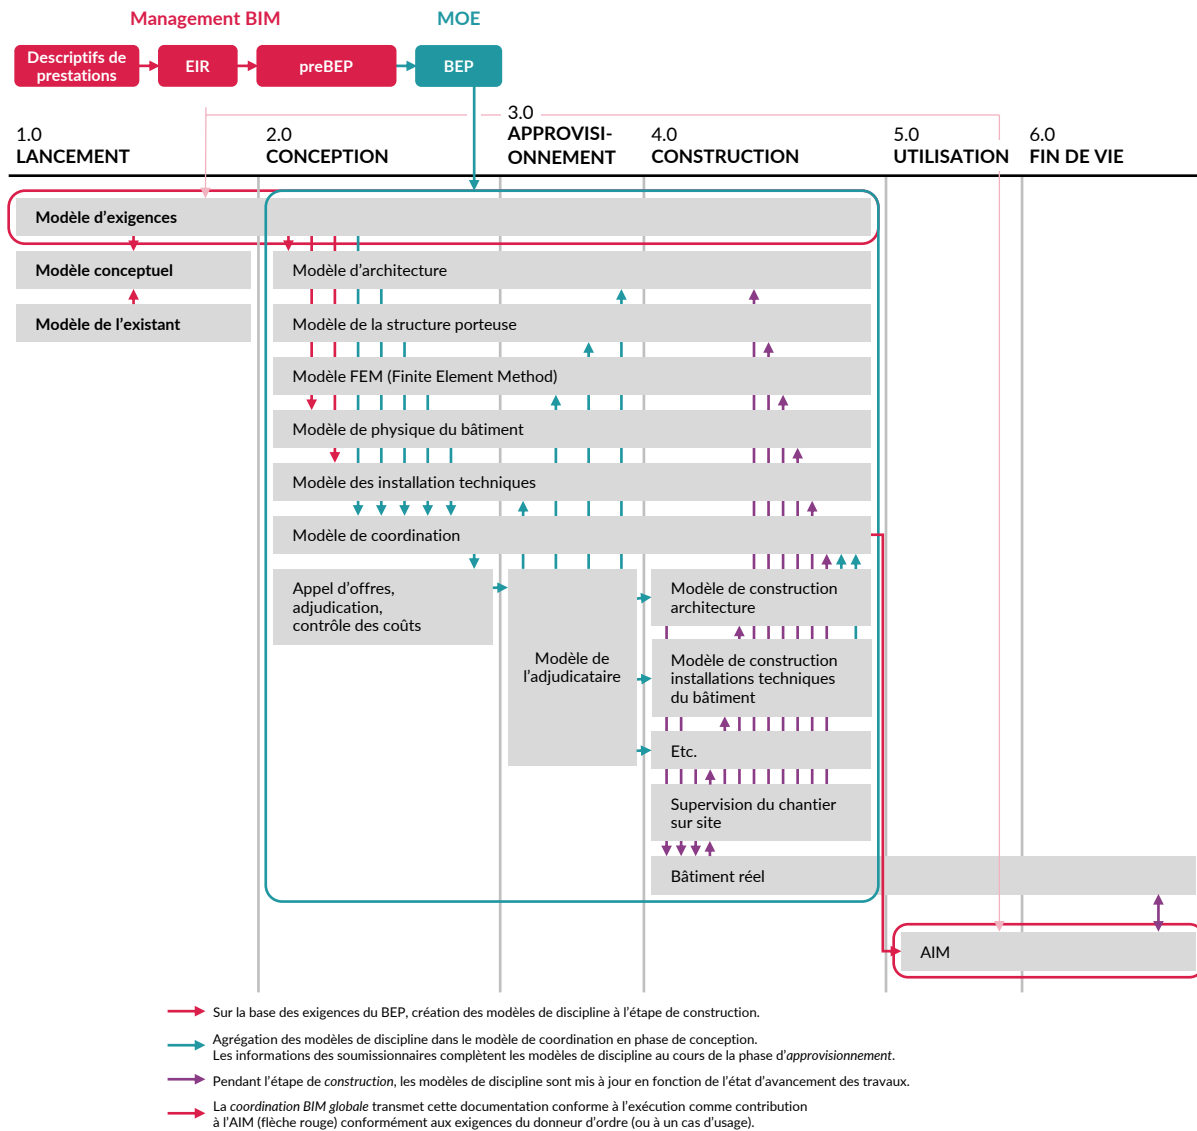 Management BIM
MOE
Descriptifs de
prestations
EIR
preBEP
BEP
1.0
LANCEMENT
2.0
CONCEPTION
3.0
APPROVISI-
ONNEMENT
4.0
CONSTRUCTION
5.0
UTILISATION
6.0
FIN DE VIE
Modèle d’exigences
Modèle conceptuel
Modèle d’architecture
Modèle de l’existant
Modèle de la structure porteuse
Modèle FEM (Finite Element Method)
Modèle de physique du bâtiment
Modèle des installation techniques
Modèle de coordination
Appel d’offres,
adjudication,
contrôle des coûts
Modèle de
l’adjudicataire
Modèle de construction
architecture
Modèle de construction
installations techniques
du bâtiment
Etc.
Supervision du chantier
sur site
Bâtiment réel
AIM
Sur la base des exigences du BEP, création des modèles de discipline à l’étape de construction.
Agrégation des modèles de discipline dans le modèle de coordination en phase de conception.
Les informations des soumissionnaires complètent les modèles de discipline au cours de la phase d’approvisionnement.
Pendant l’étape de construction, les modèles de discipline sont mis à jour en fonction de l’état d’avancement des travaux.
La coordination BIM globale transmet cette documentation conforme à l’exécution comme contribution
à l’AIM (flèche rouge) conformément aux exigences du donneur d’ordre (ou à un cas d’usage).